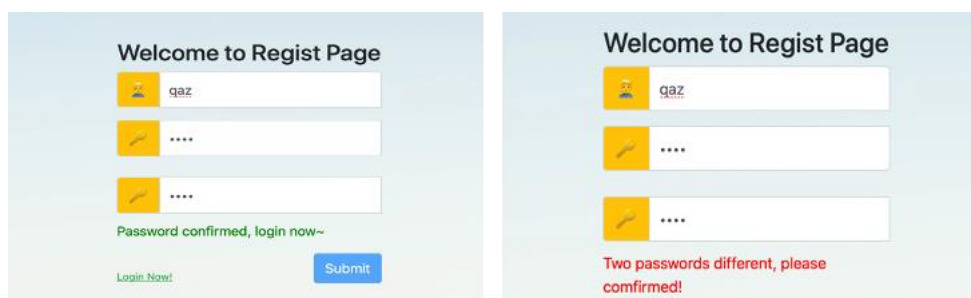 Welcome to Regist Page
qaz
••••
••••
Password confirmed, login now~
Login Now!
Submit
Welcome to Regist Page
qaz
••••
••••
Two passwords different, please
comfirmed!